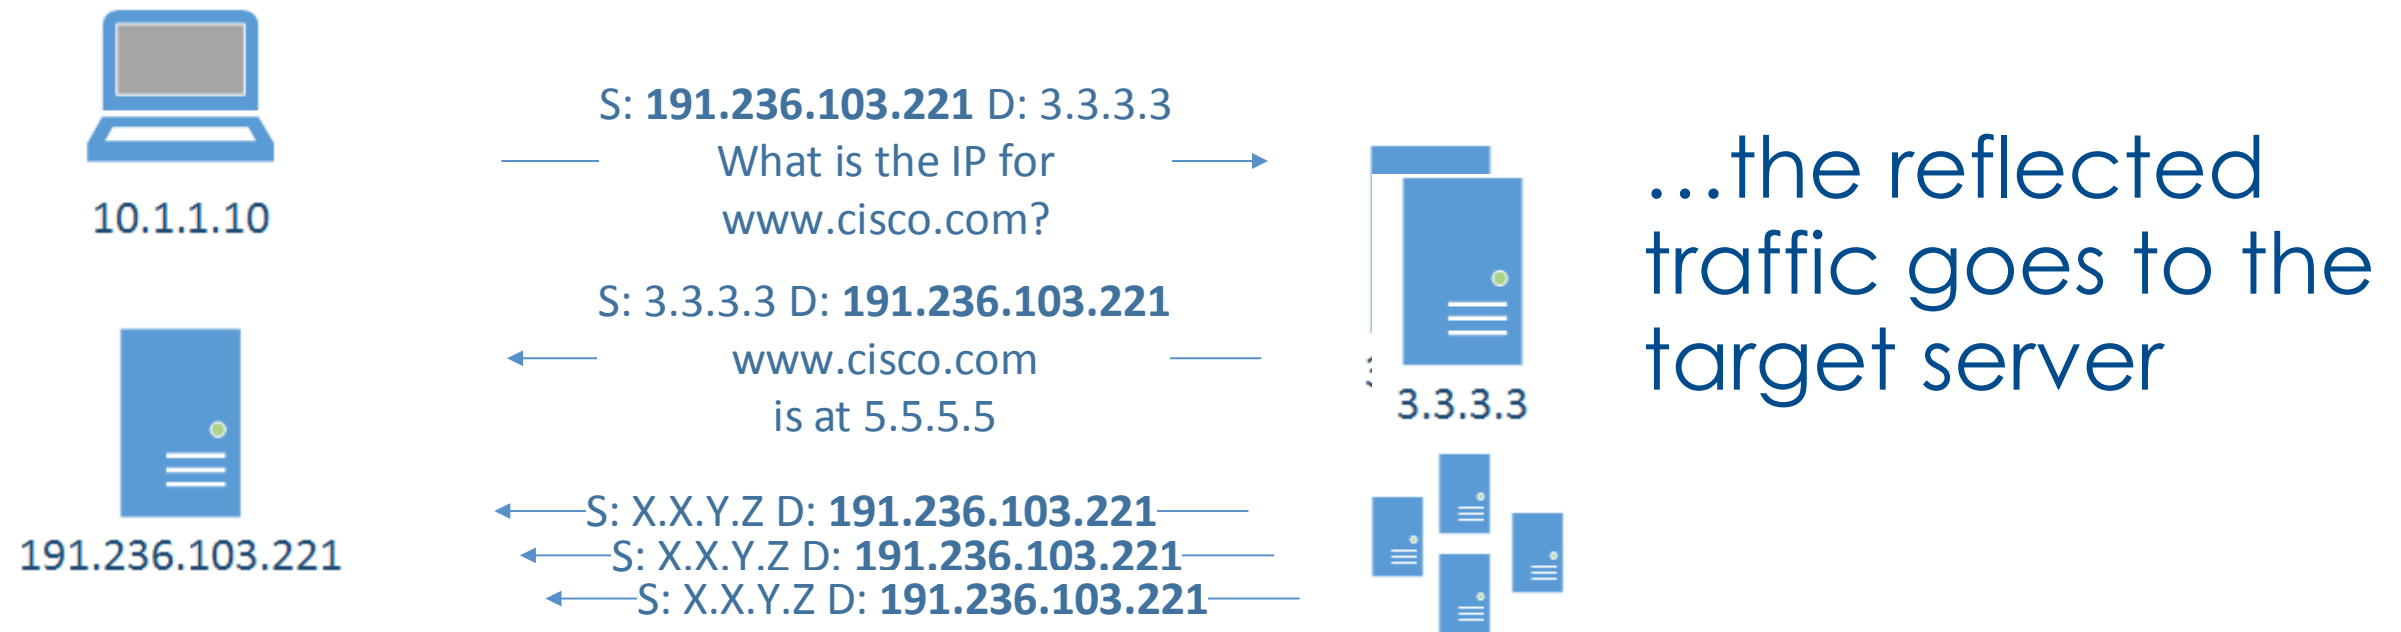 10.1.1.10
S: 191.236.103.221 D: 3.3.3.3
What is the IP for
www.cisco.com?
S: 3.3.3.3 D: 191.236.103.221
www.cisco.com
is at 5.5.5.5
191.236.103.221
3.3.3.3
S: X.X.Y.Z D: 191.236.103.221
S: X.X.Y.Z D: 191.236.103.221
S: X.X.Y.Z D: 191.236.103.221
...the reflected
traffic goes to the
target server